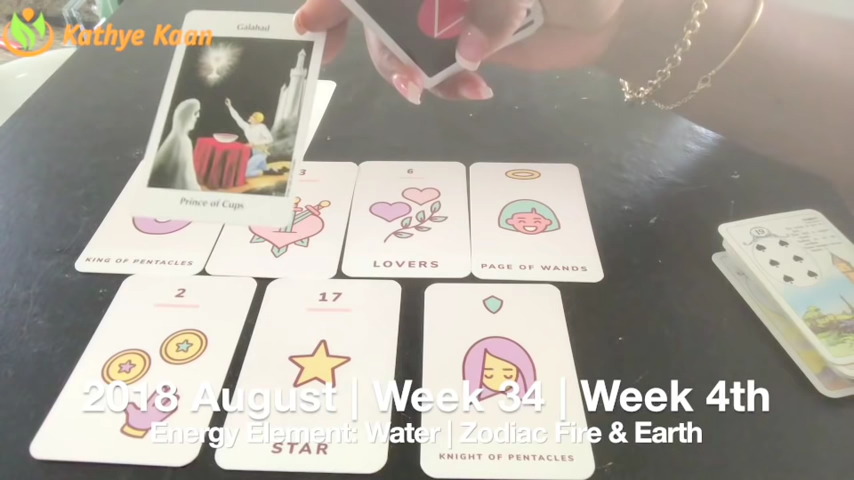 Kathye Kaan
Galahad
Prince of Cups
KING OF PENTACLES
3
6
LOVERS
PAGE OF WANDS
2
17
STAR
KNIGHT OF PENTACLES
19
2018 August | Week 34 | Week 4th
Energy Element: Water | Zodiac Fire & Earth